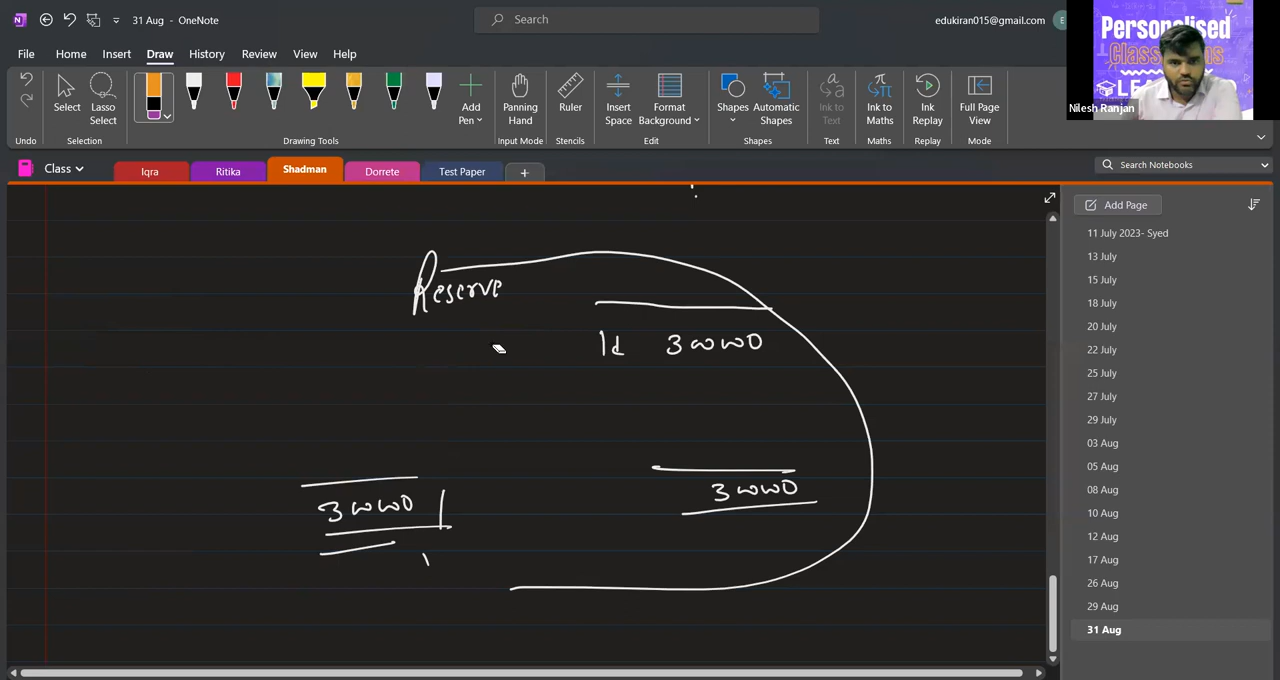 31 Aug - OneNote
Search
edukiran015@gmail.com
E
Personalised
Nilesh Ranjan
File Home Insert Draw History Review View Help
Undo
Select
Lasso Select
Add Pen
Panning Hand
Ruler
Insert Space
Format Background
Shapes
Automatic Shapes
Ink to Text
Ink to Maths
Ink Replay
Full Page View
Selection
Drawing Tools
Input Mode
Stencils
Edit
Shapes
Text
Maths
Replay
Mode
Class
Iqra
Ritika
Shadman
Dorrete
Test Paper
+
Search Notebooks
Add Page
11 July 2023- Syed
13 July
15 July
18 July
20 July
22 July
25 July
27 July
29 July
03 Aug
05 Aug
08 Aug
10 Aug
12 Aug
17 Aug
26 Aug
29 Aug
31 Aug
Reserve